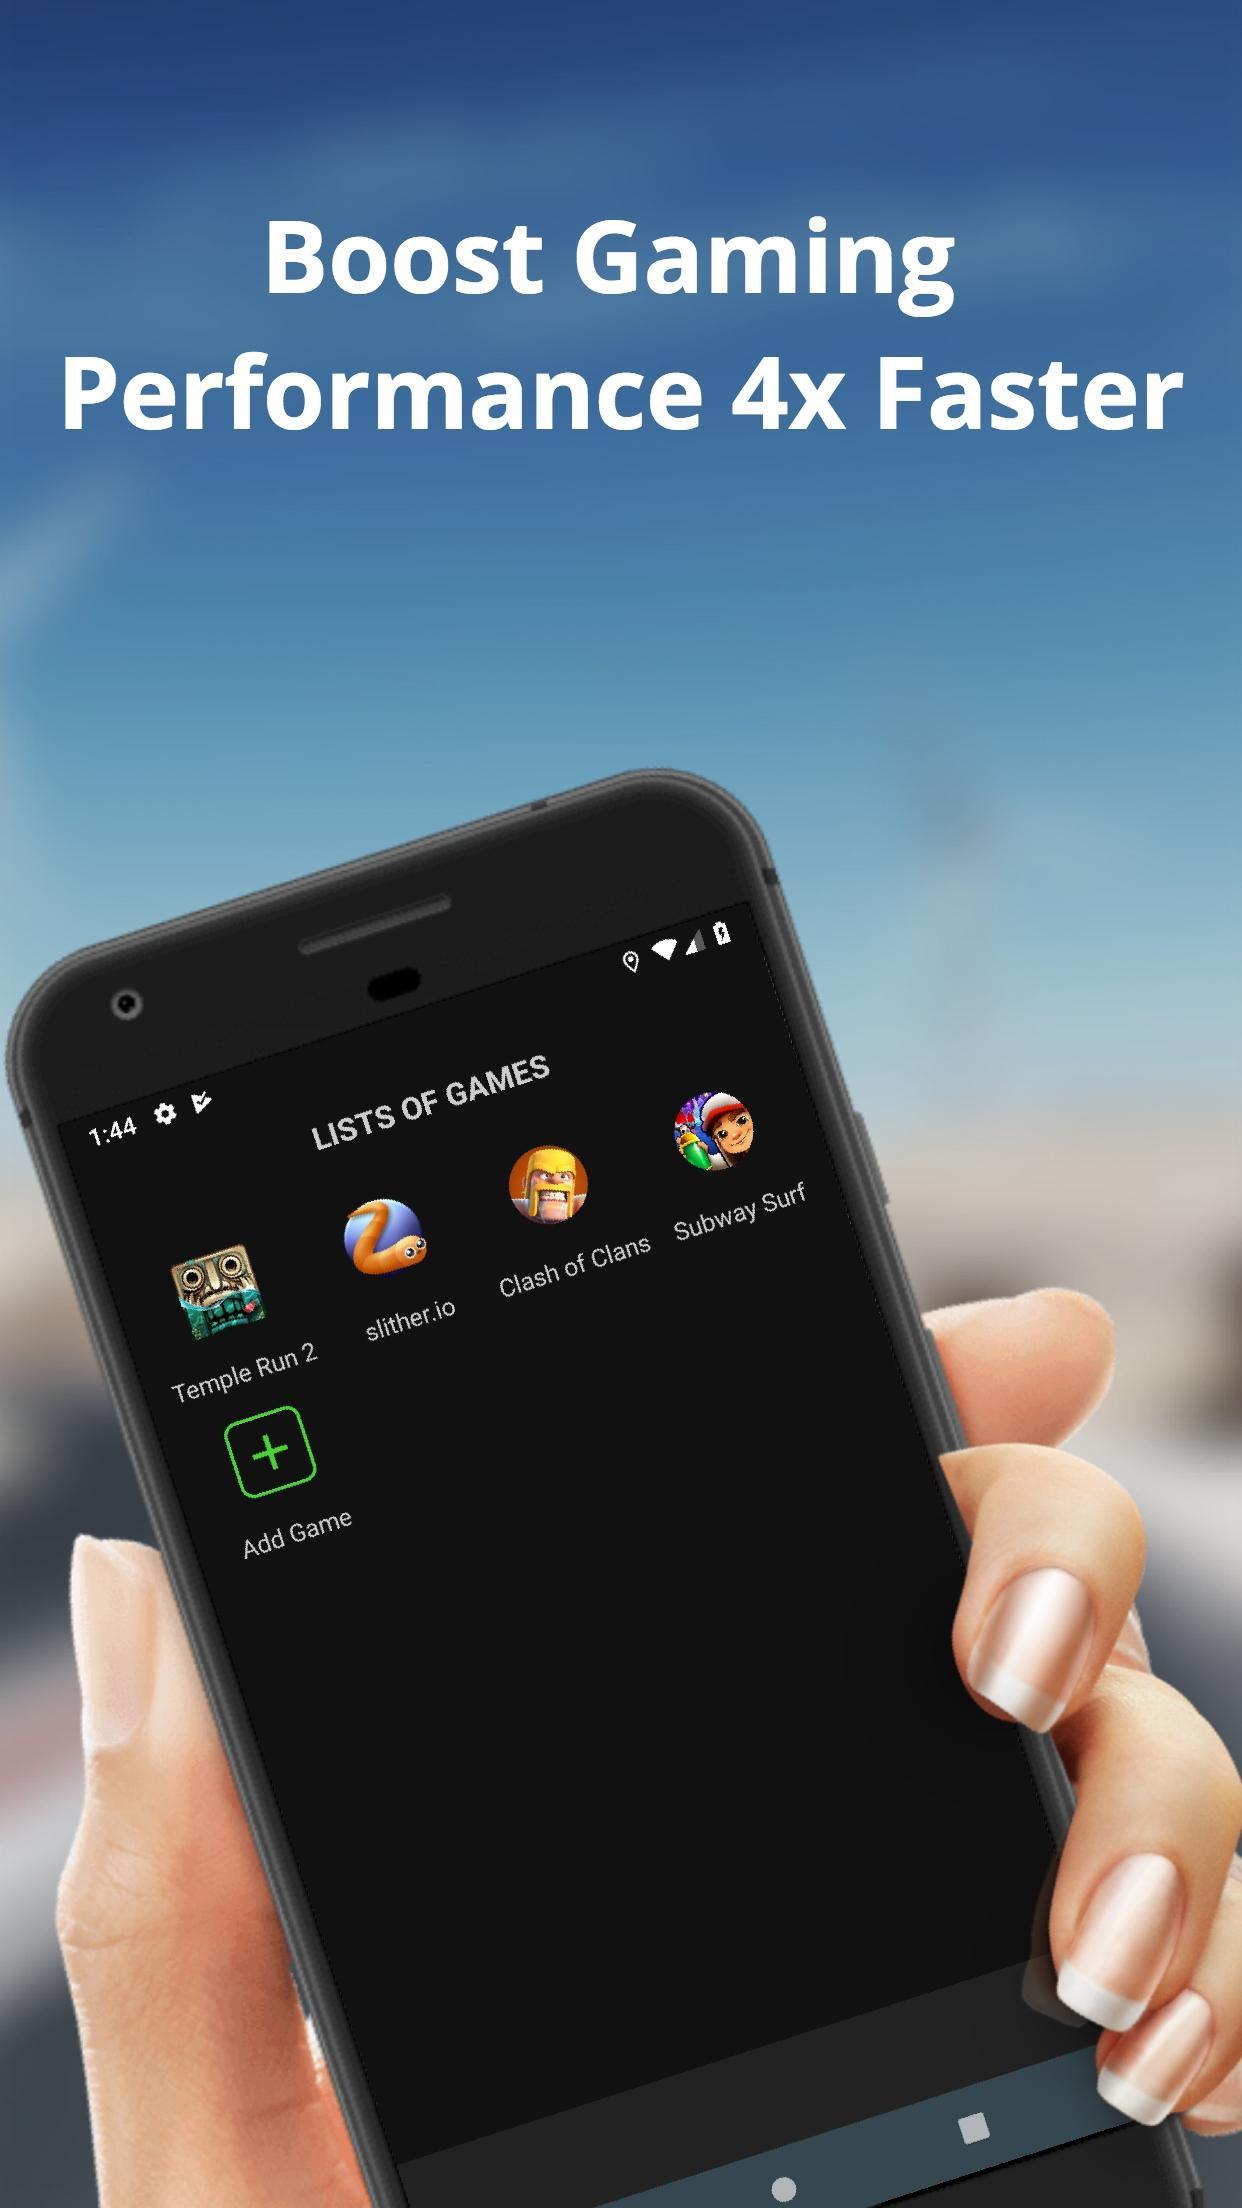 Boost Gaming
Performance 4x Faster
1:44
LISTS OF GAMES
Temple Run 2
slither.io
Clash of Clans
Subway Surf
Add Game